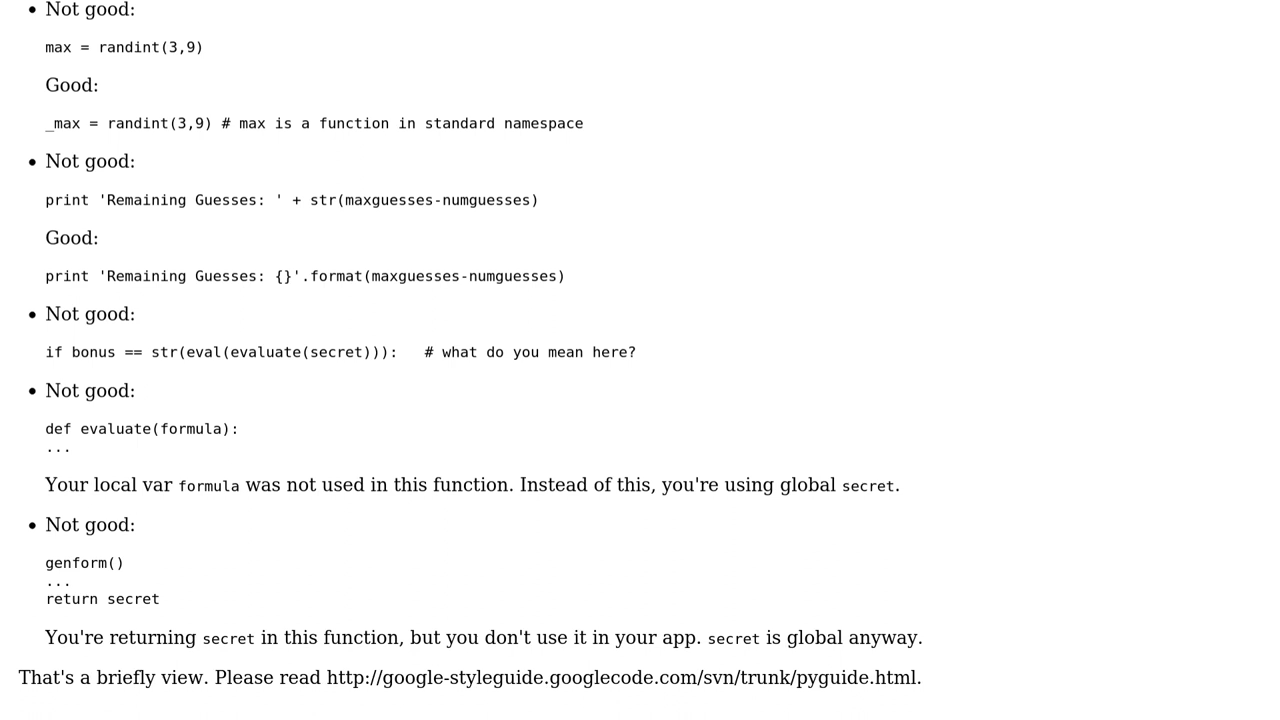 • Not good:
max = randint(3,9)
Good:
_max = randint(3,9) # max is a function in standard namespace
• Not good:
print 'Remaining Guesses: ' + str(maxguesses-numguesses)
Good:
print 'Remaining Guesses: {}'.format(maxguesses-numguesses)
• Not good:
if bonus == str(eval(evaluate(secret))):   # what do you mean here?
• Not good:
def evaluate(formula):
...
Your local var formula was not used in this function. Instead of this, you're using global secret.
• Not good:
genform()
...
return secret
You're returning secret in this function, but you don't use it in your app. secret is global anyway.
That's a briefly view. Please read http://google-styleguide.googlecode.com/svn/trunk/pyguide.html.